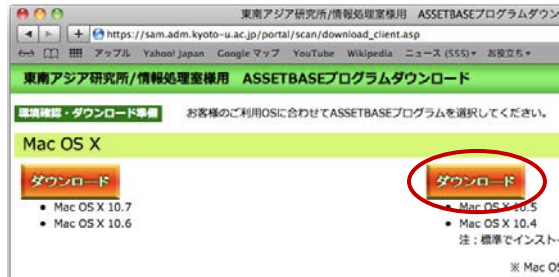 東南アジア研究所/情報処理室様用 ASSETBASEプログラムダウン
https://sam.adm.kyoto-u.ac.jp/portal/scan/download_client.asp
アップル Yahoo! Japan Google マップ YouTube Wikipedia ニュース (555) お役立ち
東南アジア研究所/情報処理室様用 ASSETBASEプログラムダウンロード
環境確認・ダウンロード準備 お客様のご利用OSに合わせてASSETBASEプログラムを選択してください。
Mac OS X
ダウンロード ダウンロード
• Mac OS X 10.7
• Mac OS X 10.6
• Mac OS X 10.5
• Mac OS X 10.4
注：標準でインスト
※ Mac OS